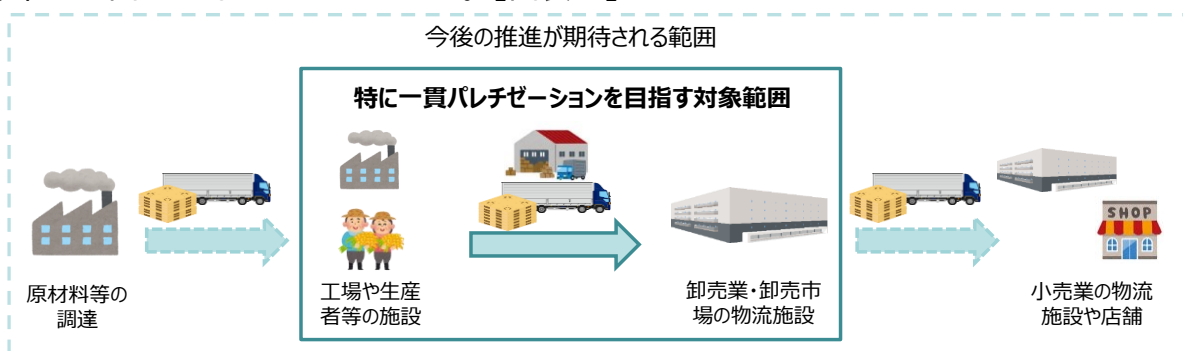 今後の推進が期待される範囲
特に一貫パレチゼーションを目指す対象範囲
SHOP
原材料等の
調達
工場や生産
者等の施設
卸売業・卸売市
場の物流施設
小売業の物流
施設や店舗